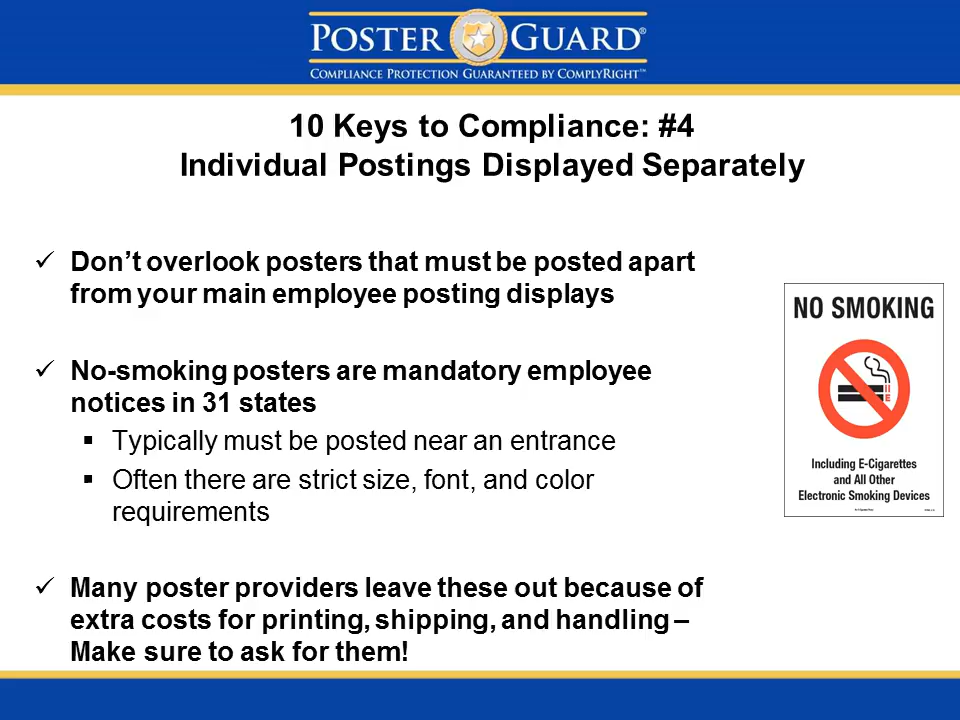 POSTER GUARD®
COMPLIANCE PROTECTION GUARANTEED BY COMPLYRIGHT™
10 Keys to Compliance: #4
Individual Postings Displayed Separately
✓ Don’t overlook posters that must be posted apart
from your main employee posting displays
✓ No-smoking posters are mandatory employee
notices in 31 states
▪ Typically must be posted near an entrance
▪ Often there are strict size, font, and color
requirements
✓ Many poster providers leave these out because of
extra costs for printing, shipping, and handling –
Make sure to ask for them!
NO SMOKING
Including E-Cigarettes
and All Other
Electronic Smoking Devices